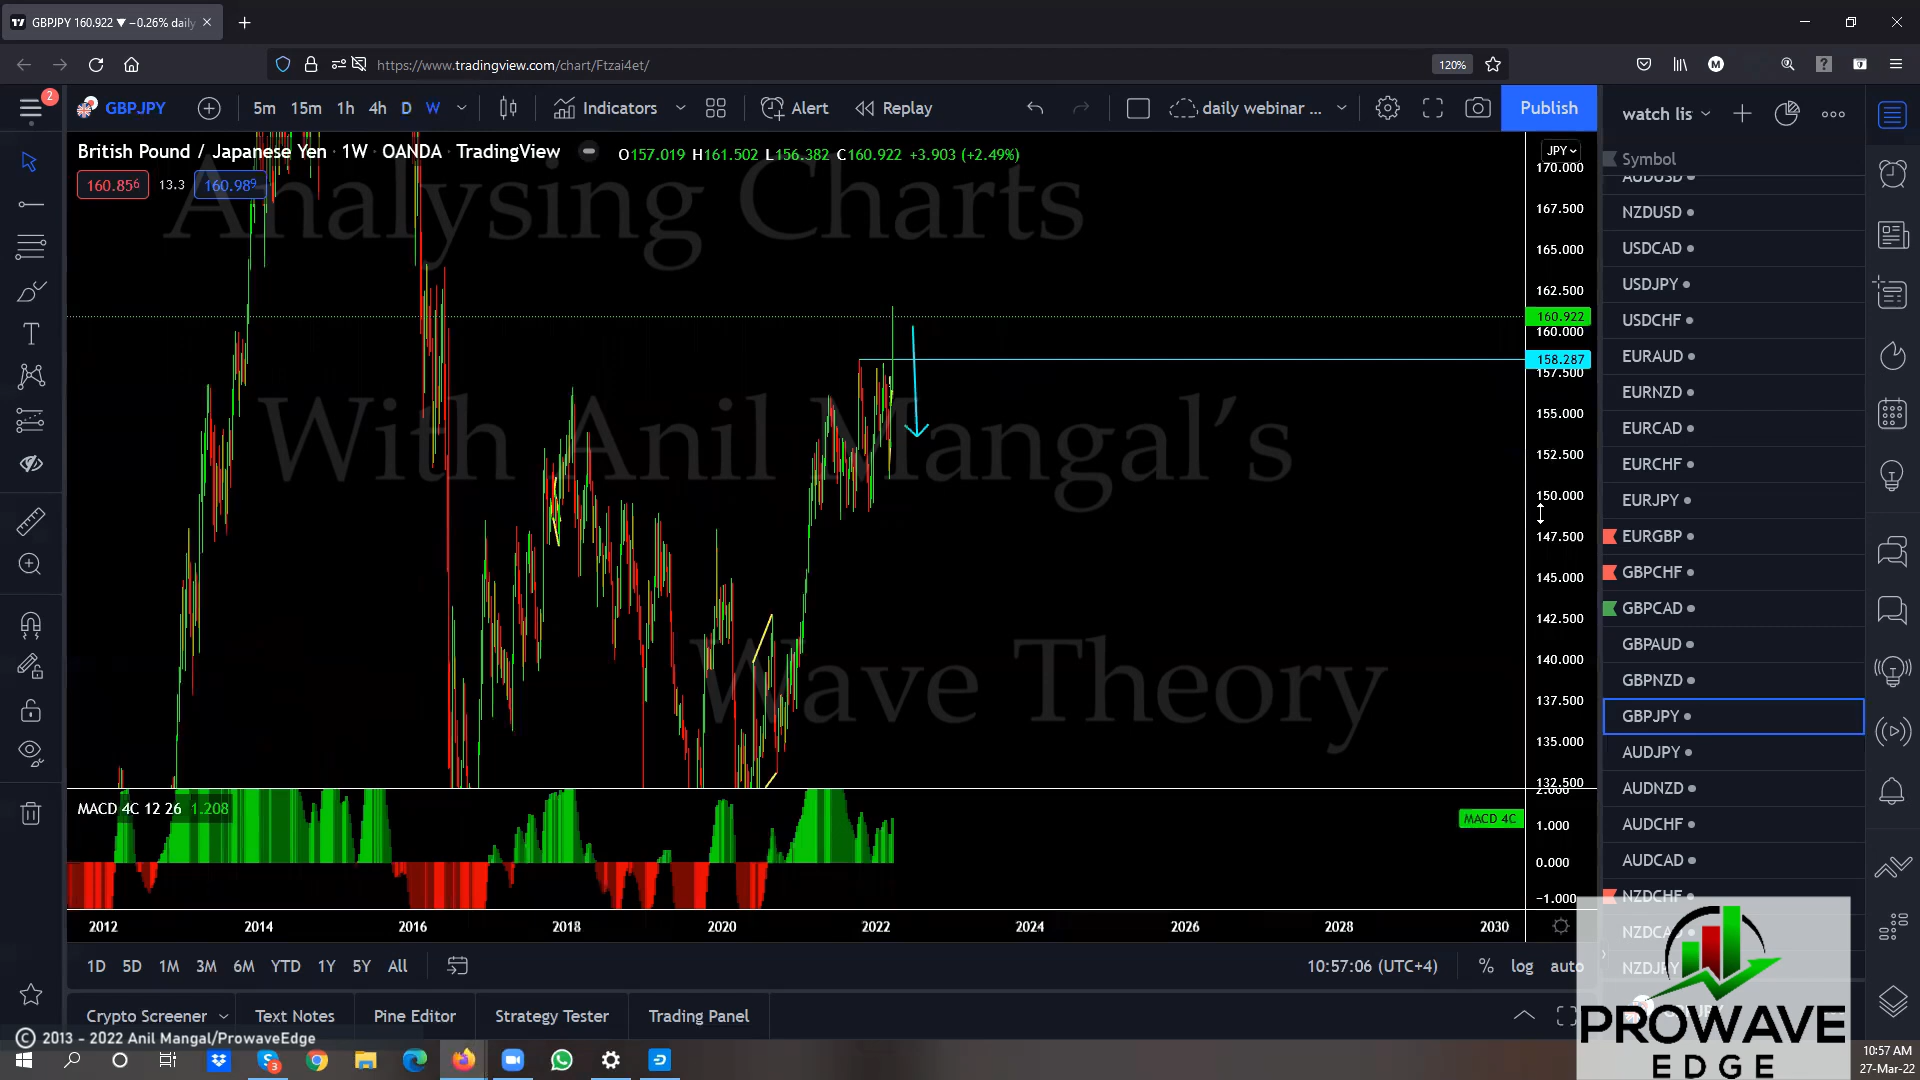 GBPJPY 160.922 ▼ −0.26% daily
https://www.tradingview.com/chart/Ftzai4et/
120%
2
GBPJPY
5m 15m 1h 4h D W
Indicators
Alert
Replay
daily webinar ...
Publish
watch lis
British Pound / Japanese Yen · 1W · OANDA · TradingView
O157.019 H161.502 L156.382 C160.922 +3.903 (+2.49%)
160.856
13.3
160.989
Analysing Charts
With Anil Mangal's
Wave Theory
JPY
170.000
167.500
165.000
162.500
160.922
160.000
158.287
157.500
155.000
152.500
150.000
147.500
145.000
142.500
140.000
137.500
135.000
132.500
MACD 4C 12 26 1.208
MACD 4C
2.000
1.000
0.000
-1.000
2012 2014 2016 2018 2020 2022 2024 2026 2028 2030
1D 5D 1M 3M 6M YTD 1Y 5Y All
10:57:06 (UTC+4)
% log auto
Crypto Screener
Text Notes
Pine Editor
Strategy Tester
Trading Panel
Symbol
AUDUSD
NZDUSD
USDCAD
USDJPY
USDCHF
EURAUD
EURNZD
EURCAD
EURCHF
EURJPY
EURGBP
GBPCHF
GBPCAD
GBPAUD
GBPNZD
GBPJPY
AUDJPY
AUDNZD
AUDCHF
AUDCAD
NZDCHF
NZDCAD
NZDJPY
PROWAVE
EDGE
© 2013 - 2022 Anil Mangal/ProwaveEdge
3
10:57 AM
27-Mar-22